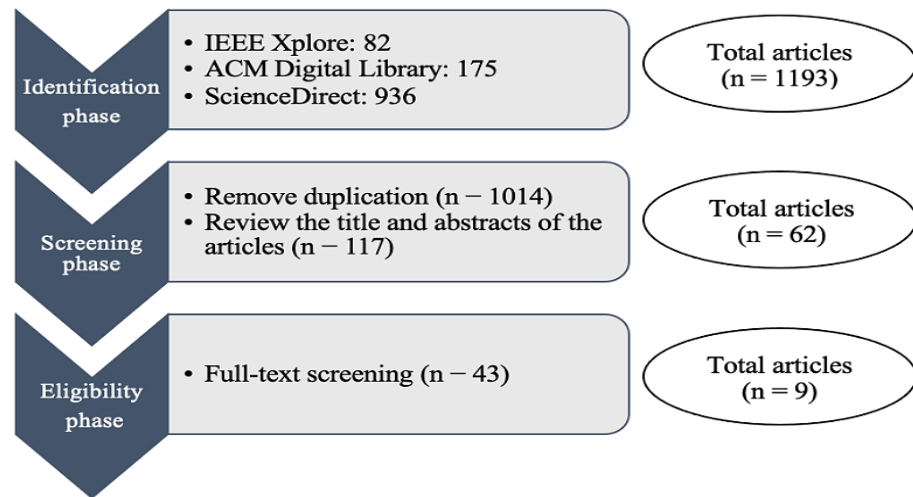 Identification
phase
• IEEE Xplore: 82
• ACM Digital Library: 175
• ScienceDirect: 936
Total articles
(n = 1193)
Screening
phase
• Remove duplication (n − 1014)
• Review the title and abstracts of the
articles (n − 117)
Total articles
(n = 62)
Eligibility
phase
• Full-text screening (n − 43)
Total articles
(n = 9)